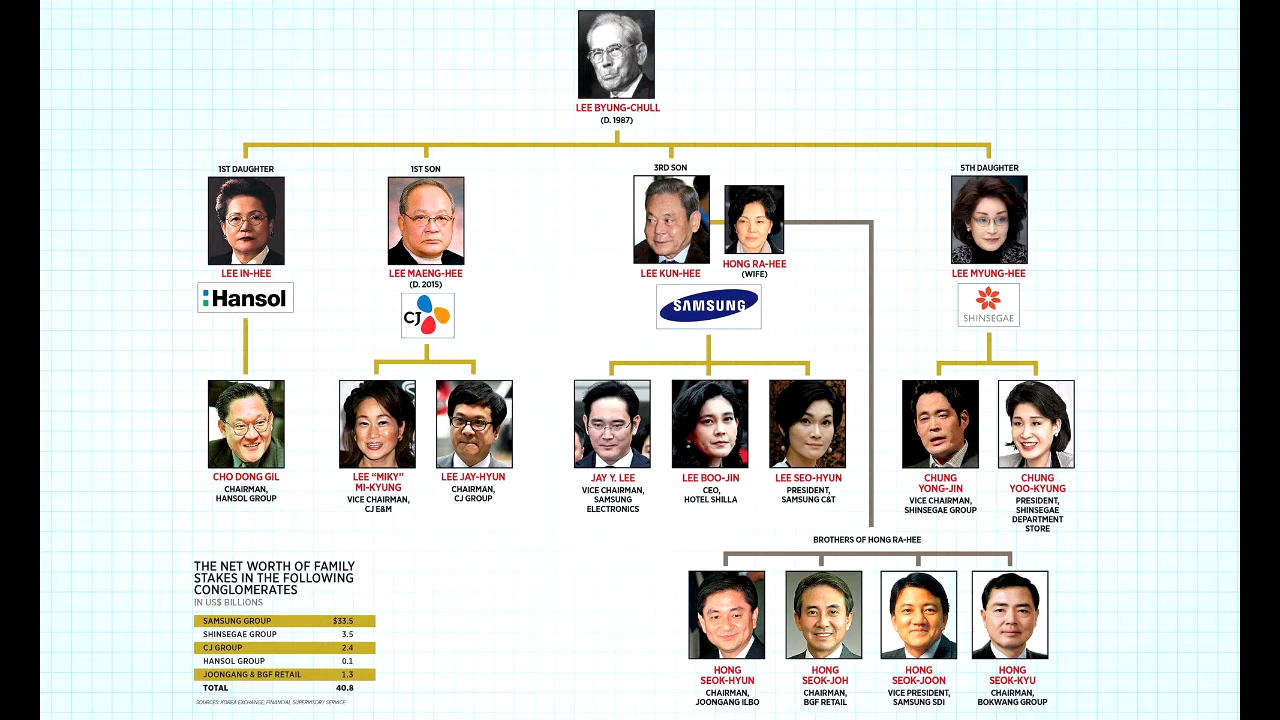 LEE BYUNG-CHULL
(D. 1987)
1ST DAUGHTER
1ST SON
3RD SON
5TH DAUGHTER
LEE IN-HEE
LEE MAENG-HEE
(D. 2015)
LEE KUN-HEE
HONG RA-HEE
(WIFE)
LEE MYUNG-HEE
Hansol
CJ
SAMSUNG
SHINSEGAE
CHO DONG GIL
CHAIRMAN,
HANSOL GROUP
LEE “MIKY”
MI-KYUNG
VICE CHAIRMAN,
CJ E&M
LEE JAY-HYUN
CHAIRMAN,
CJ GROUP
JAY Y. LEE
VICE CHAIRMAN,
SAMSUNG
ELECTRONICS
LEE BOO-JIN
CEO,
HOTEL SHILLA
LEE SEO-HYUN
PRESIDENT,
SAMSUNG C&T
CHUNG
YONG-JIN
VICE CHAIRMAN,
SHINSEGAE GROUP
CHUNG
YOO-KYUNG
PRESIDENT,
SHINSEGAE
DEPARTMENT
STORE
BROTHERS OF HONG RA-HEE
HONG
SEOK-HYUN
CHAIRMAN,
JOONGANG ILBO
HONG
SEOK-JOH
CHAIRMAN,
BGF RETAIL
HONG
SEOK-JOON
VICE PRESIDENT,
SAMSUNG SDI
HONG
SEOK-KYU
CHAIRMAN,
BOKWANG GROUP
THE NET WORTH OF FAMILY
STAKES IN THE FOLLOWING
CONGLOMERATES
IN US$ BILLIONS
SAMSUNG GROUP $33.5
SHINSEGAE GROUP 3.5
CJ GROUP 2.4
HANSOL GROUP 0.1
JOONGANG & BGF RETAIL 1.3
TOTAL 40.8
SOURCES: KOREA EXCHANGE; FINANCIAL SUPERVISORY SERVICE